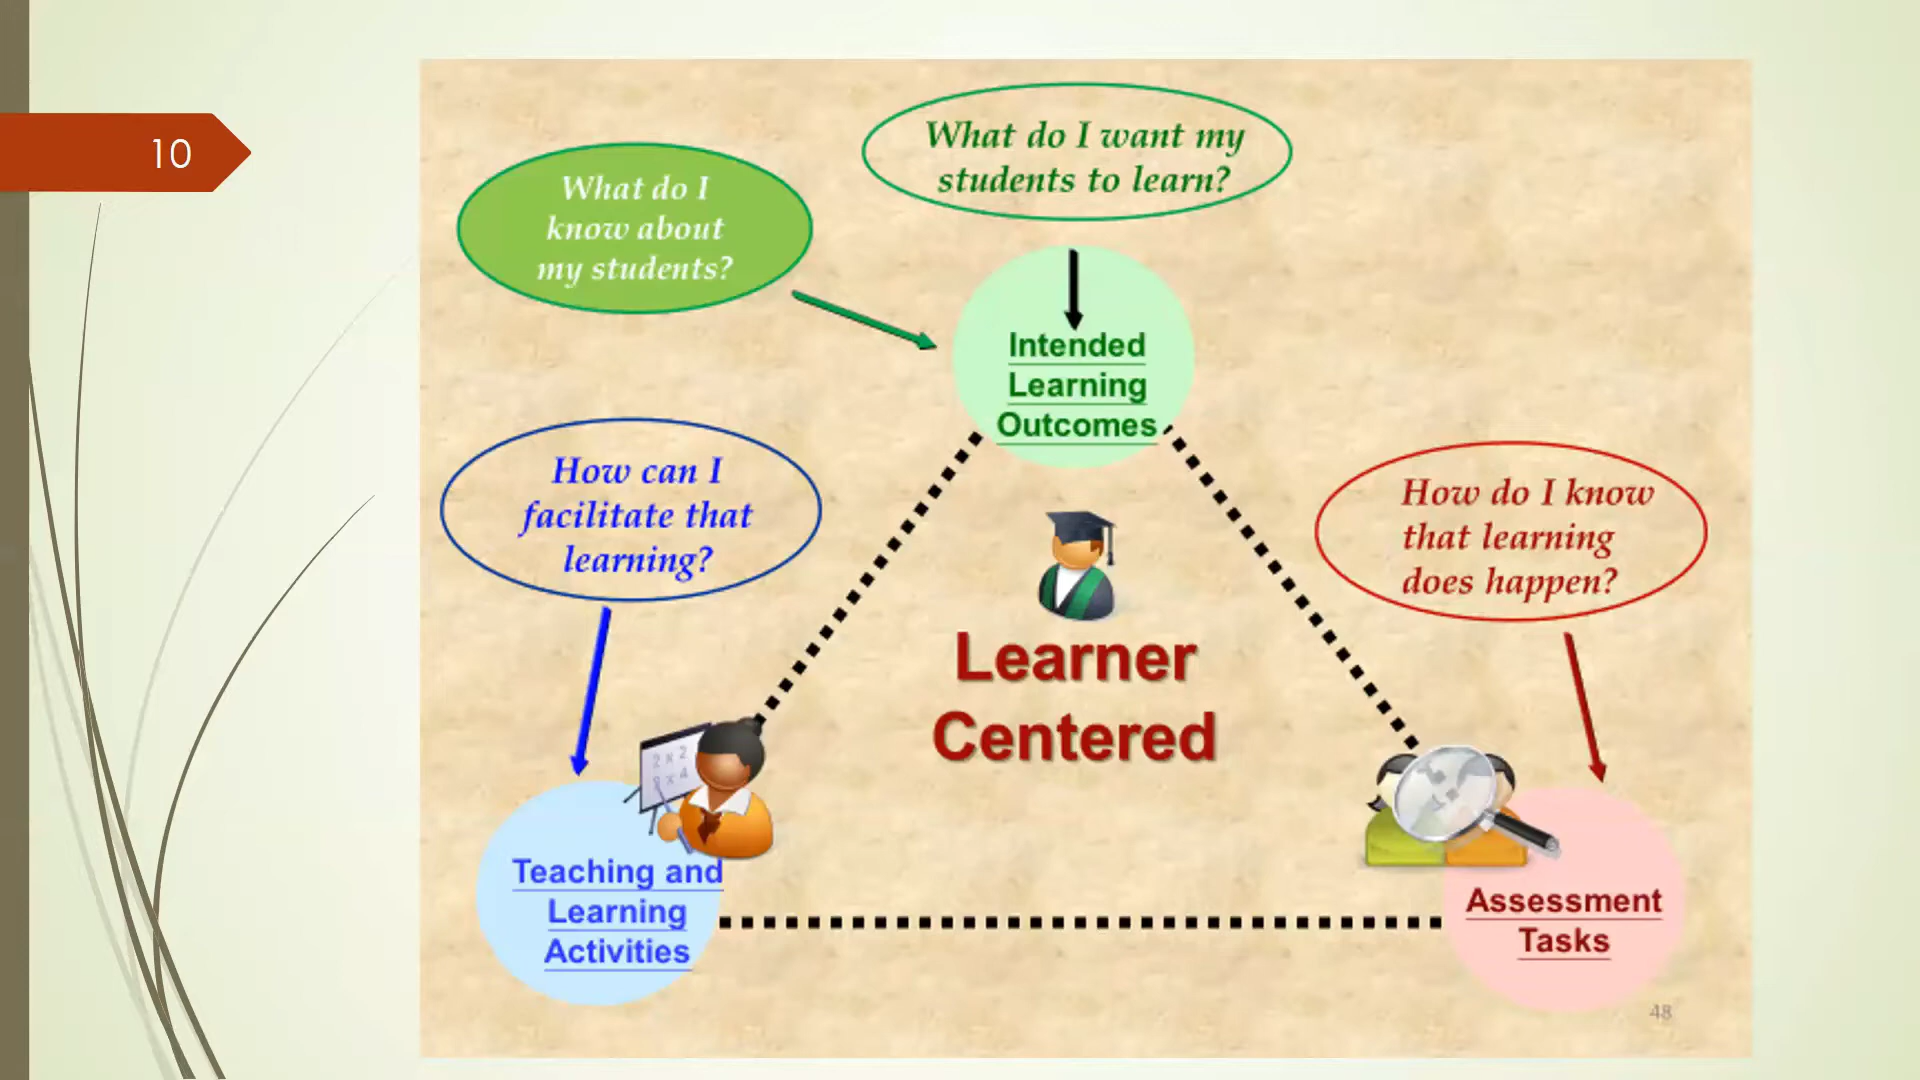 10
What do I want my
students to learn?
What do I
know about
my students?
Intended
Learning
Outcomes
How can I
facilitate that
learning?
How do I know
that learning
does happen?
Learner
Centered
2 x 2
Teaching and
Learning
Activities
Assessment
Tasks
48